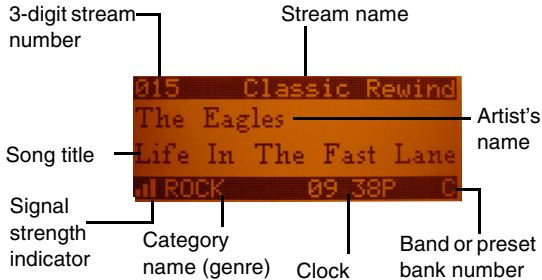 3-digit stream number
Stream name
015 Classic Rewind
The Eagles
Artist's name
Song title
Life In The Fast Lane
ROCK 09 38P C
Signal strength indicator
Category name (genre)
Clock
Band or preset bank number